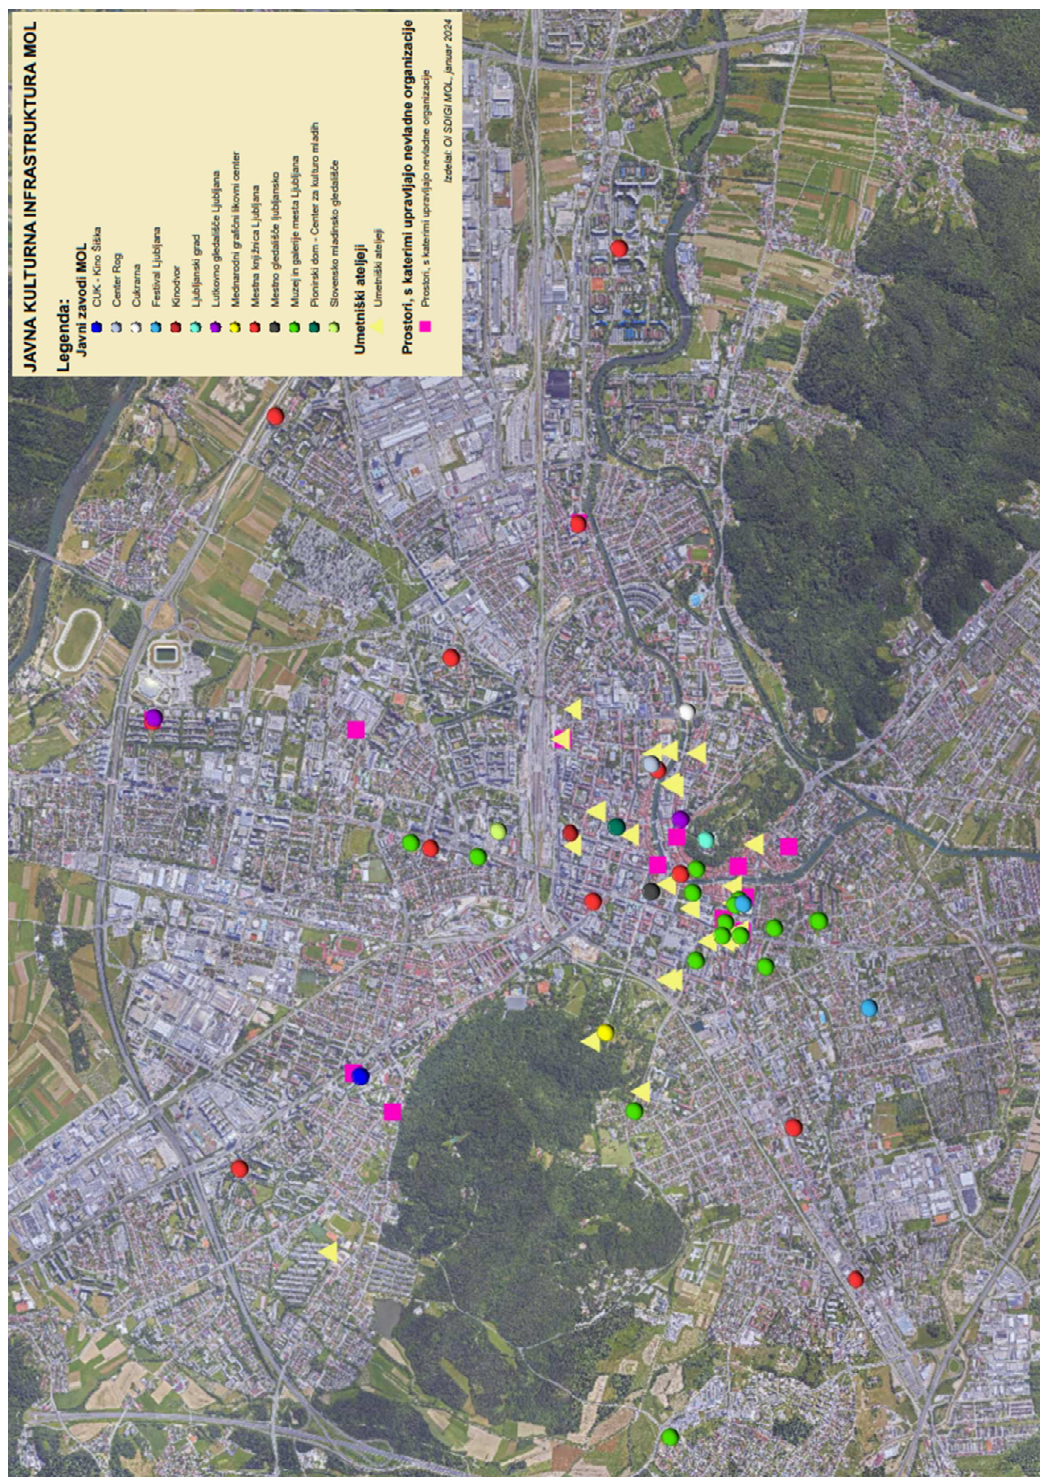 JAVNA KULTURNA INFRASTRUKTURA MOL
Legenda:
Javni zavodi MOL
CUK - Kino Šiška
Center Rog
Cukrarna
Festival Ljubljana
Kinodvor
Ljubljanski grad
Lutkovno gledališče Ljubljana
Mednarodni grafični likovni center
Mestna knjižnica Ljubljana
Mestno gledališče ljubljansko
Muzej in galerije mesta Ljubljana
Pionirski dom - Center za kulturo mladih
Slovensko mladinsko gledališče
Umetniški ateljeji
Umetniški ateljeji
Prostori, s katerimi upravljajo nevladne organizacije
Prostori, s katerimi upravljajo nevladne organizacije
Izdelal: OI SDIGI MOL, januar 2024